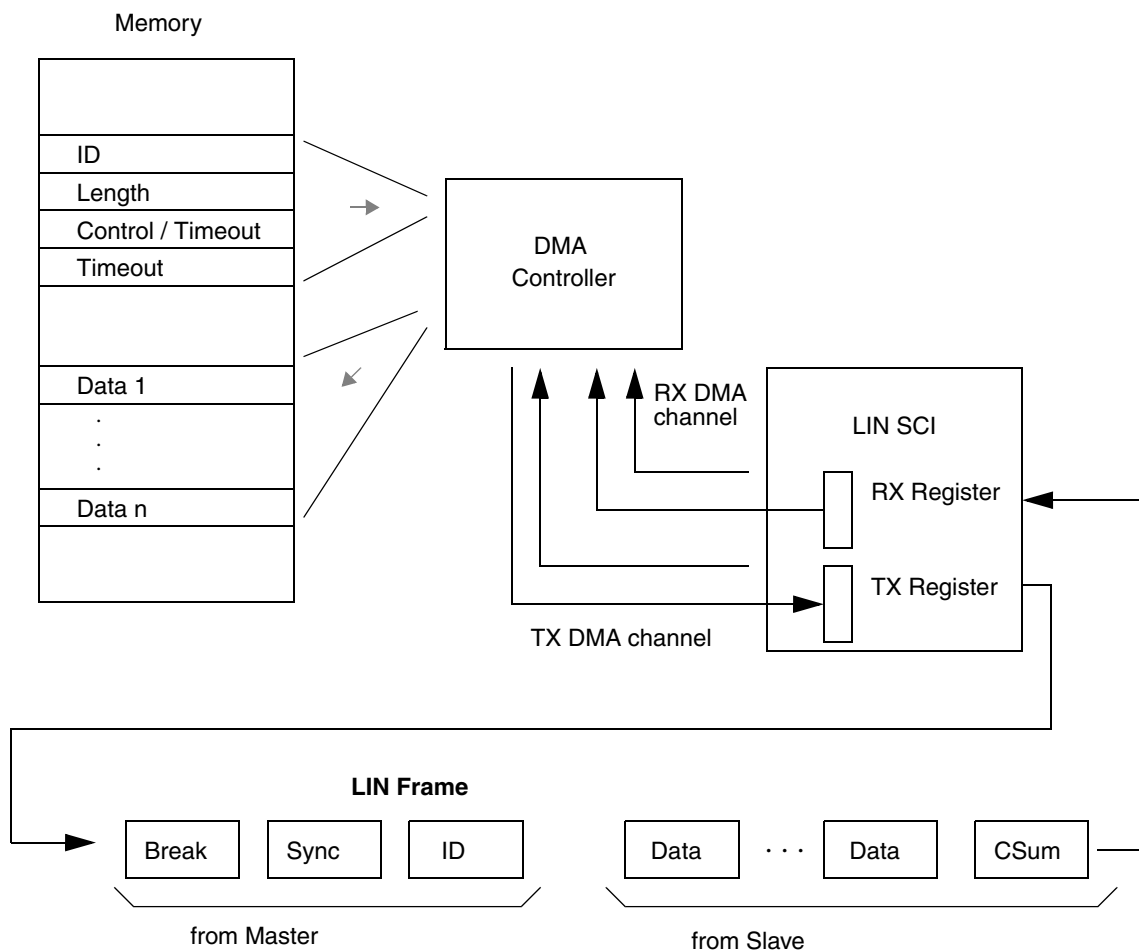 Memory
ID
Length
Control / Timeout
Timeout
Data 1
.
.
.
Data n
DMA
Controller
RX DMA
channel
TX DMA channel
LIN SCI
RX Register
TX Register
LIN Frame
Break
Sync
ID
Data
. . .
Data
CSum
from Master
from Slave